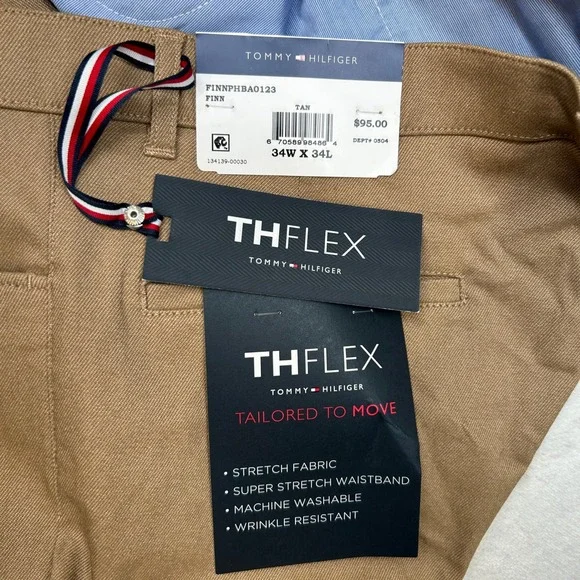 TOMMY HILFIGER
FINNPHBA0123
FINN
TAN
$95.00
6 70589 98486 4
DEPT# 0504
34W X 34L
134139-00030
THFLEX
TOMMY HILFIGER
THFLEX
TOMMY HILFIGER
TAILORED TO MOVE
• STRETCH FABRIC
• SUPER STRETCH WAISTBAND
• MACHINE WASHABLE
• WRINKLE RESISTANT